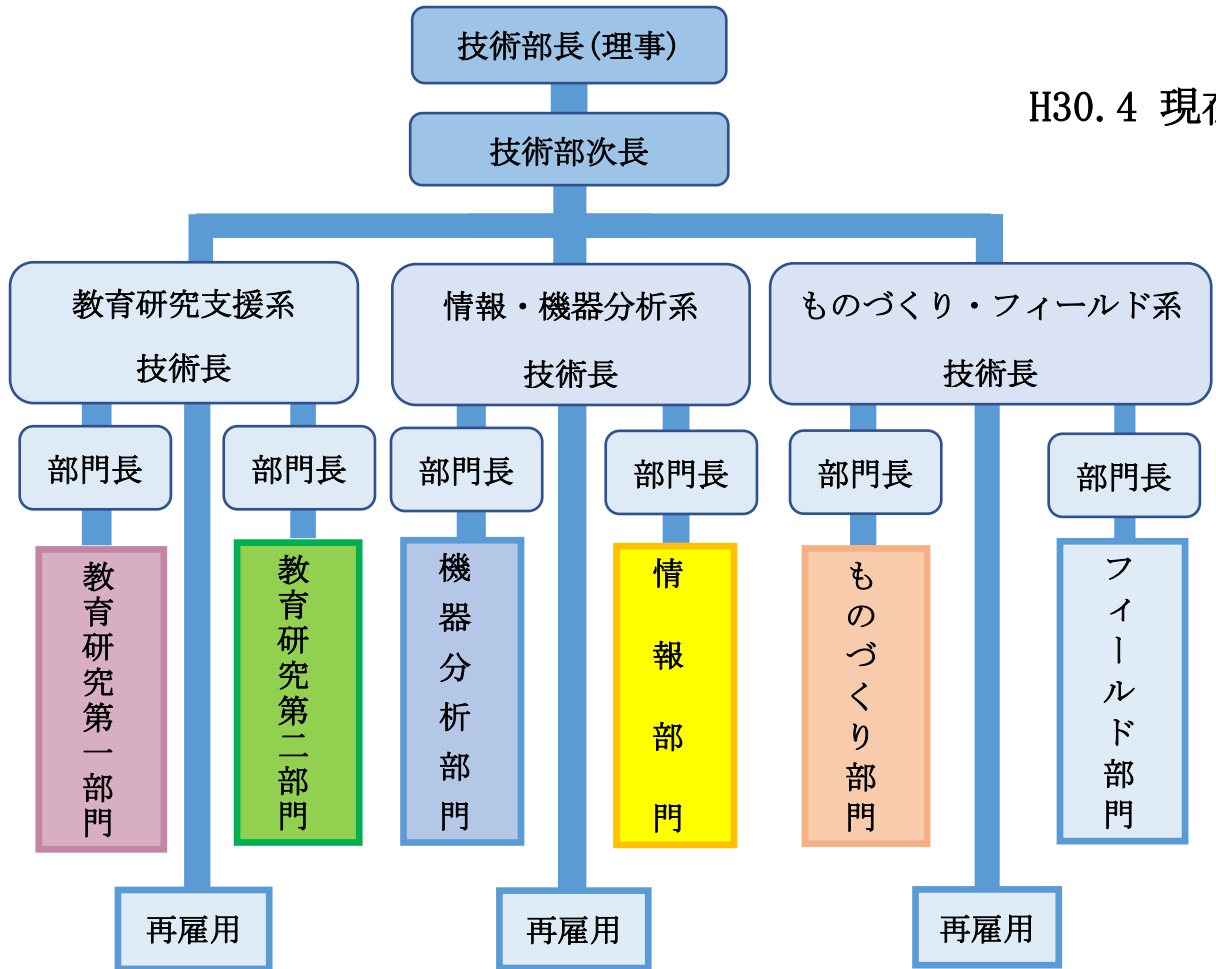 技術部長(理事)
H30.4 現在
技術部次長
教育研究支援系
技術長
情報・機器分析系
技術長
ものづくり・フィールド系
技術長
部門長
部門長
部門長
部門長
部門長
部門長
教育研究第一部門
教育研究第二部門
機器分析部門
情報部門
ものづくり部門
フィールド部門
再雇用
再雇用
再雇用